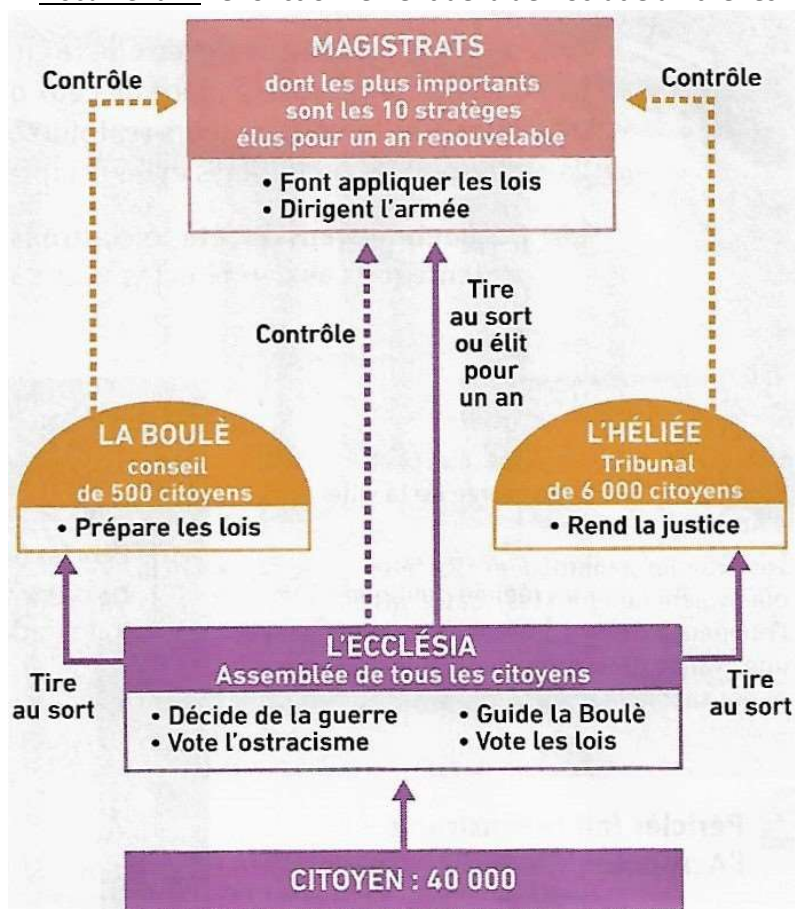 MAGISTRATS
dont les plus importants
sont les 10 stratèges
élus pour un an renouvelable
• Font appliquer les lois
• Dirigent l'armée
Contrôle
Contrôle
Contrôle
Tire
au sort
ou élit
pour
un an
LA BOULÈ
conseil
de 500 citoyens
• Prépare les lois
L'HÉLIÉE
Tribunal
de 6 000 citoyens
• Rend la justice
Tire
au sort
L'ECCLÉSIA
Assemblée de tous les citoyens
• Décide de la guerre
• Vote l'ostracisme
• Guide la Boulè
• Vote les lois
Tire
au sort
CITOYEN : 40 000